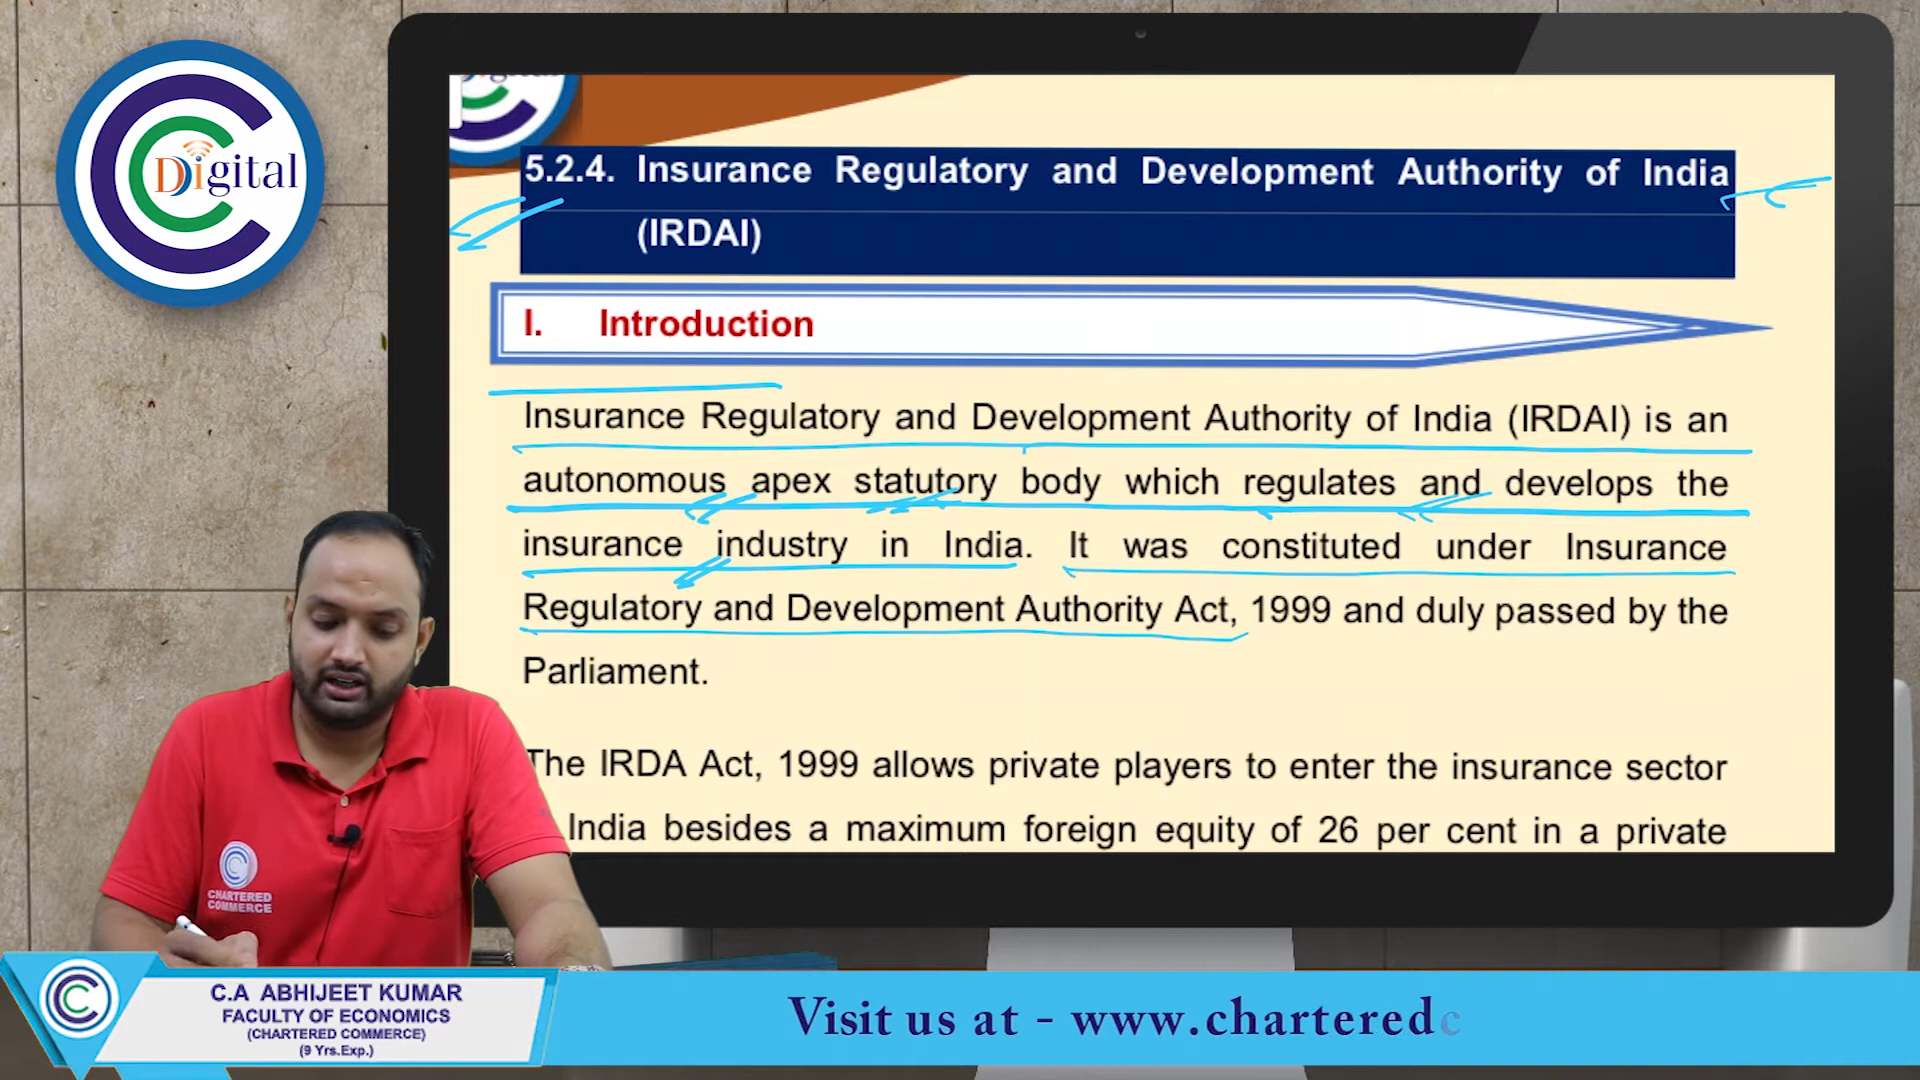 Digital
5.2.4. Insurance Regulatory and Development Authority of India
(IRDAI)
I. Introduction
Insurance Regulatory and Development Authority of India (IRDAI) is an
autonomous apex statutory body which regulates and develops the
insurance industry in India. It was constituted under Insurance
Regulatory and Development Authority Act, 1999 and duly passed by the
Parliament.
The IRDA Act, 1999 allows private players to enter the insurance sector
India besides a maximum foreign equity of 26 per cent in a private
CHARTERED
COMMERCE
C.A ABHIJEET KUMAR
FACULTY OF ECONOMICS
(CHARTERED COMMERCE)
(9 Yrs.Exp.)
Visit us at - www.charteredc